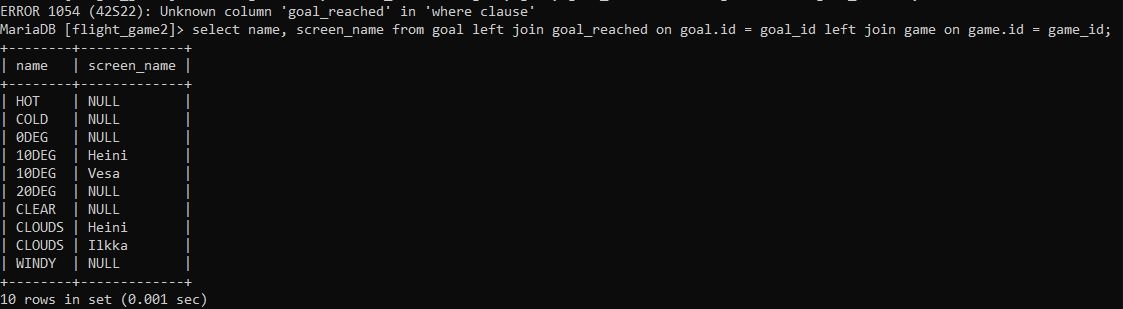 ERROR 1054 (42S22): Unknown column 'goal_reached' in 'where clause'
MariaDB [flight_game2]> select name, screen_name from goal left join goal_reached on goal.id = goal_id left join game on game.id = game_id;
+--------+-------------+
| name   | screen_name |
+--------+-------------+
| HOT    | NULL        |
| COLD   | NULL        |
| 0DEG   | NULL        |
| 10DEG  | Heini       |
| 10DEG  | Vesa        |
| 20DEG  | NULL        |
| CLEAR  | NULL        |
| CLOUDS | Heini       |
| CLOUDS | Ilkka       |
| WINDY  | NULL        |
+--------+-------------+
10 rows in set (0.001 sec)